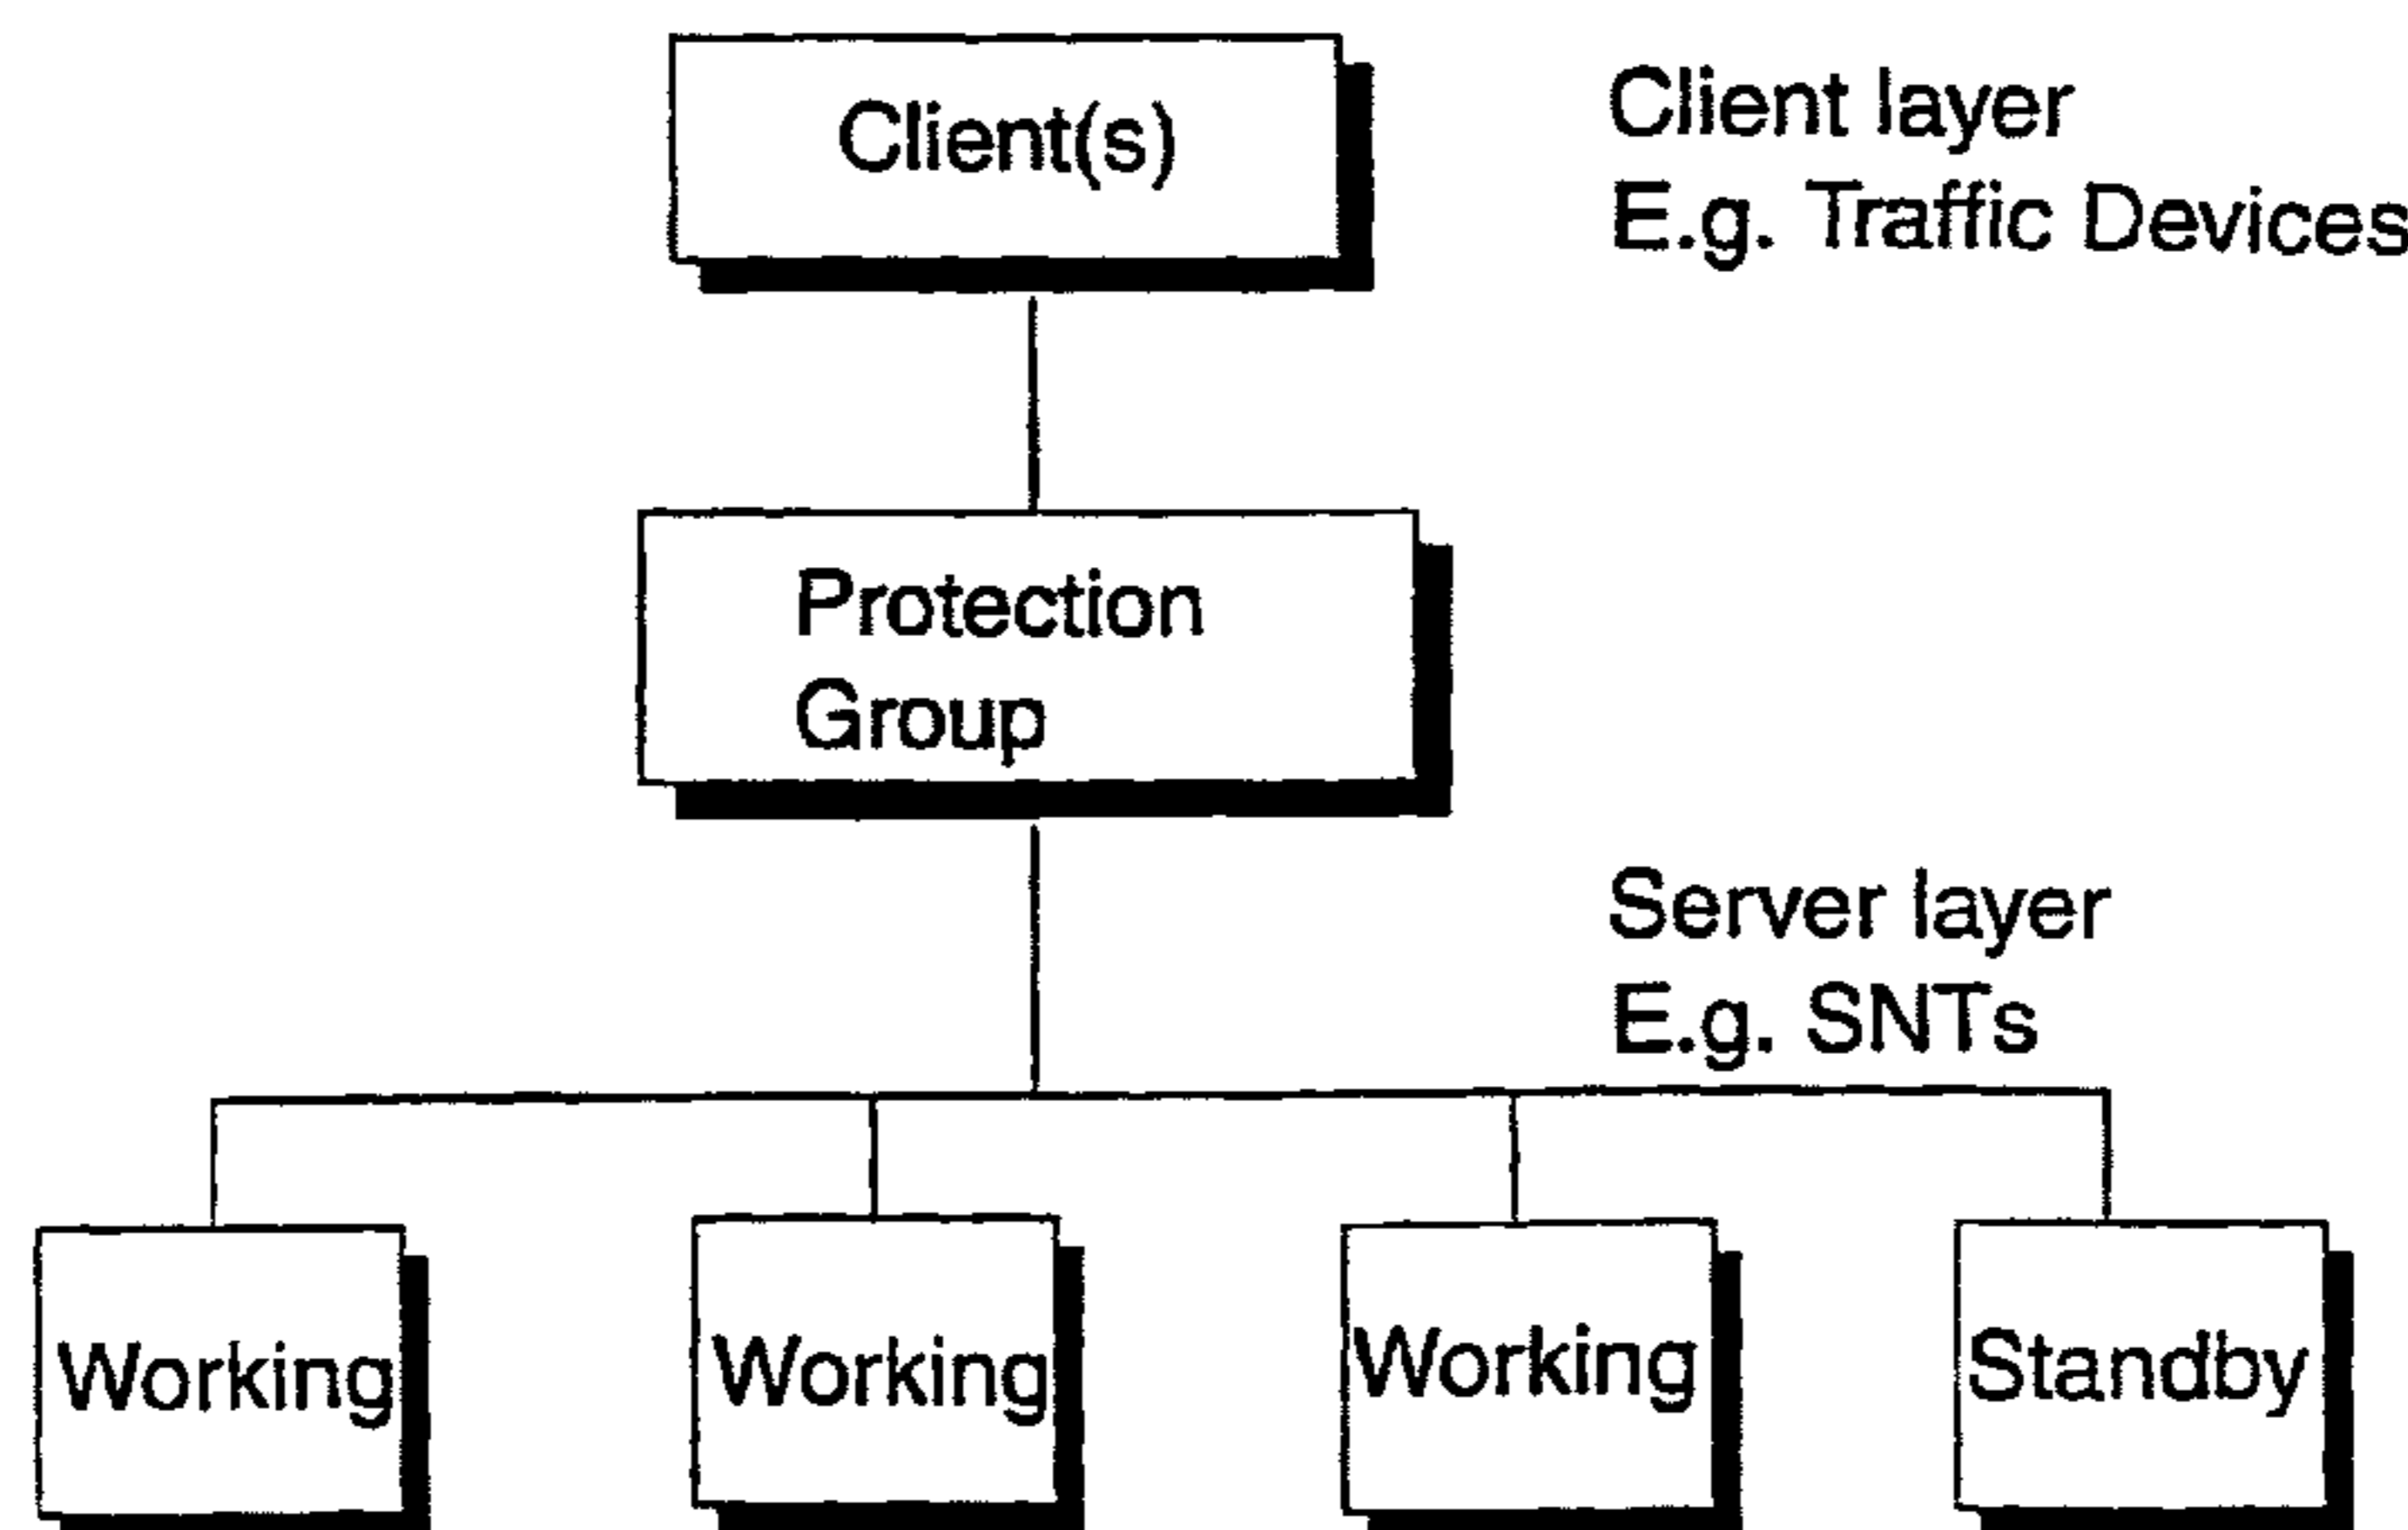 Client(s)
Client layer
E.g. Traffic Devices
Protection
Group
Server layer
E.g. SNTs
Working
Working
Working
Standby